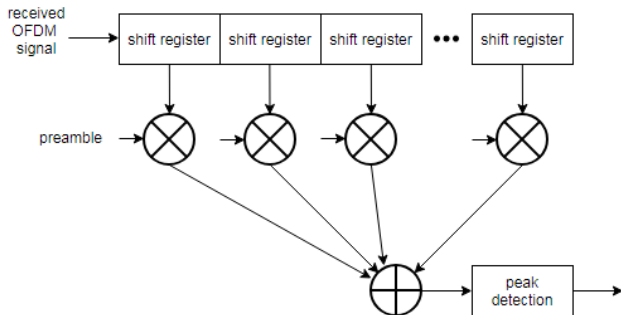 received
OFDM
signal
shift register
shift register
shift register
shift register
preamble
peak
detection